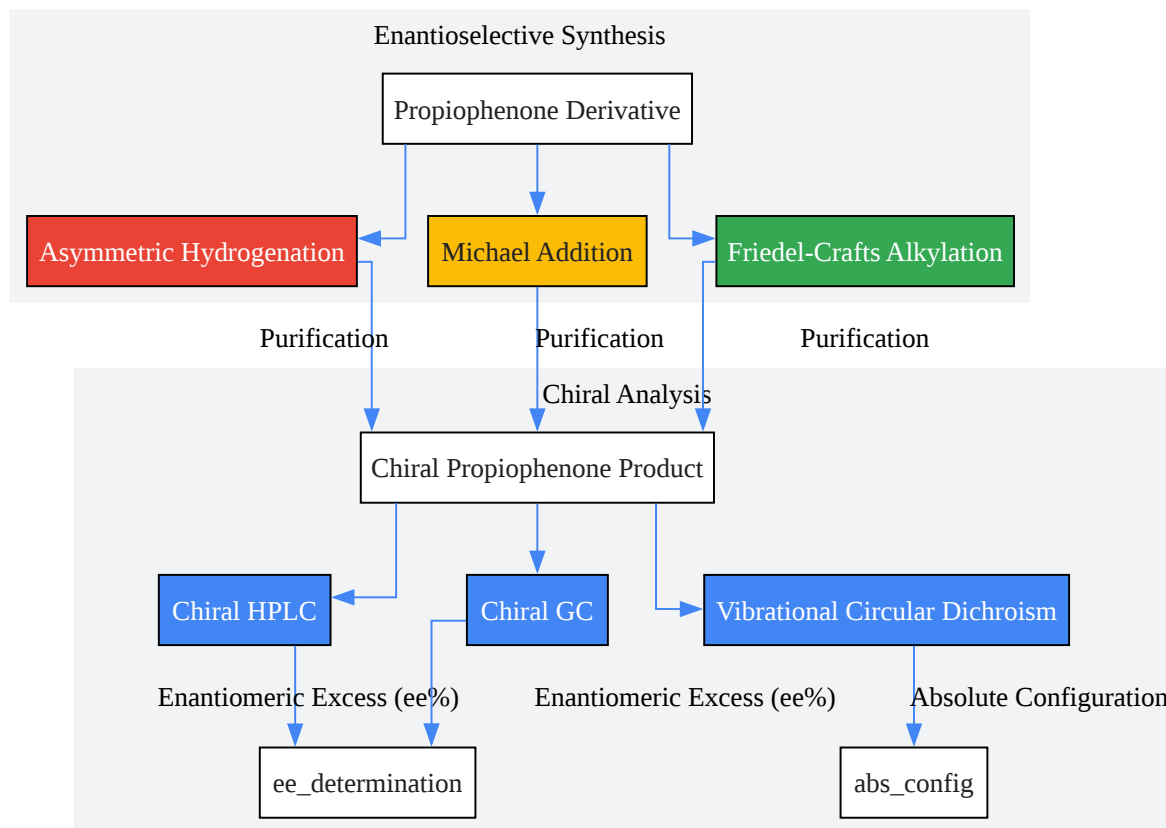 Enantioselective Synthesis
Propiophenone Derivative
Asymmetric Hydrogenation
Michael Addition
Friedel-Crafts Alkylation
Purification
Purification
Purification
Chiral Analysis
Chiral Propiophenone Product
Chiral HPLC
Chiral GC
Vibrational Circular Dichroism
Enantiomeric Excess (ee%)
Enantiomeric Excess (ee%)
Absolute Configuration
ee_determination
abs_config